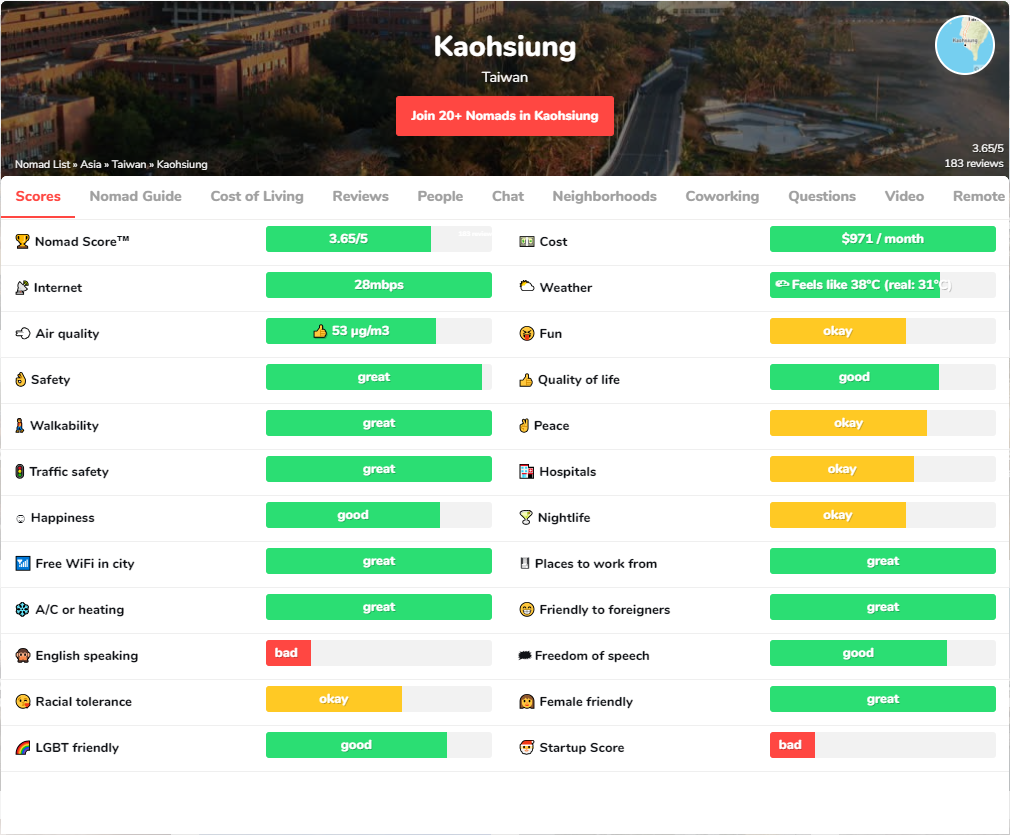 Kaohsiung
Taiwan
Join 20+ Nomads in Kaohsiung
Nomad List » Asia » Taiwan » Kaohsiung
3.65/5
183 reviews
Scores Nomad Guide Cost of Living Reviews People Chat Neighborhoods Coworking Questions Video Remote
🏆 Nomad Score™ 3.65/5 183 reviews 💵 Cost $971 / month
📡 Internet 28mbps 🌥 Weather Feels like 38°C (real: 31°C)
Air quality 👍 53 µg/m3 😝 Fun okay
👌 Safety great 👍 Quality of life good
🚶 Walkability great ✌ Peace okay
🚦 Traffic safety great 🏥 Hospitals okay
☺ Happiness good 🍸 Nightlife okay
📶 Free WiFi in city great Places to work from great
❄ A/C or heating great 😁 Friendly to foreigners great
🙊 English speaking bad Freedom of speech good
😘 Racial tolerance okay 👩 Female friendly great
🌈 LGBT friendly good Startup Score bad